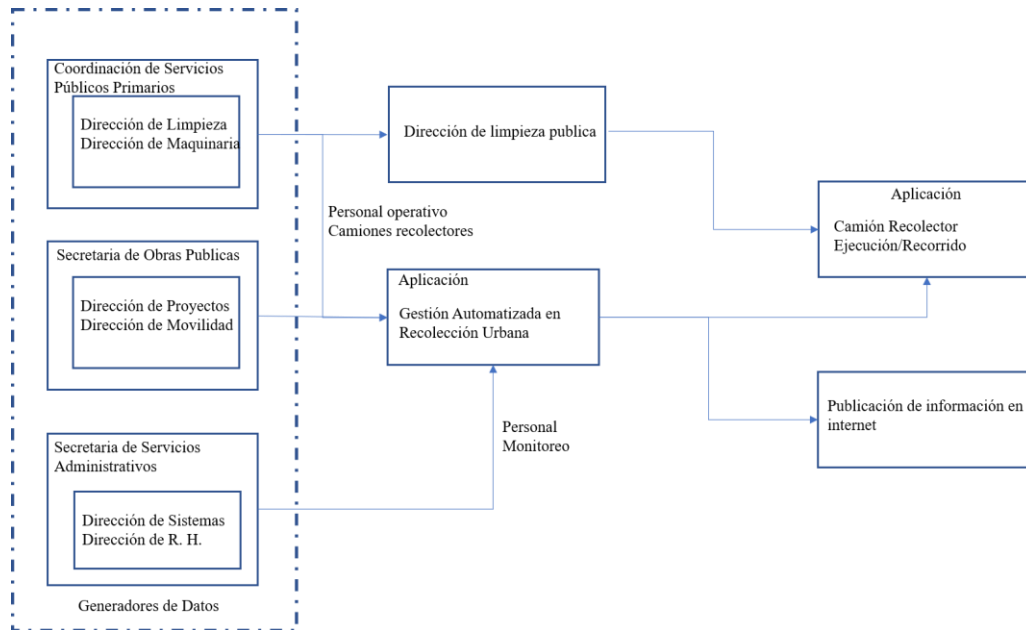 Coordinación de Servicios
Públicos Primarios
Dirección de Limpieza
Dirección de Maquinaria
Secretaria de Obras Publicas
Dirección de Proyectos
Dirección de Movilidad
Secretaria de Servicios
Administrativos
Dirección de Sistemas
Dirección de R. H.
Generadores de Datos
Dirección de limpieza publica
Personal operativo
Camiones recolectores
Aplicación
Gestión Automatizada en
Recolección Urbana
Personal
Monitoreo
Aplicación
Camión Recolector
Ejecución/Recorrido
Publicación de información en
internet